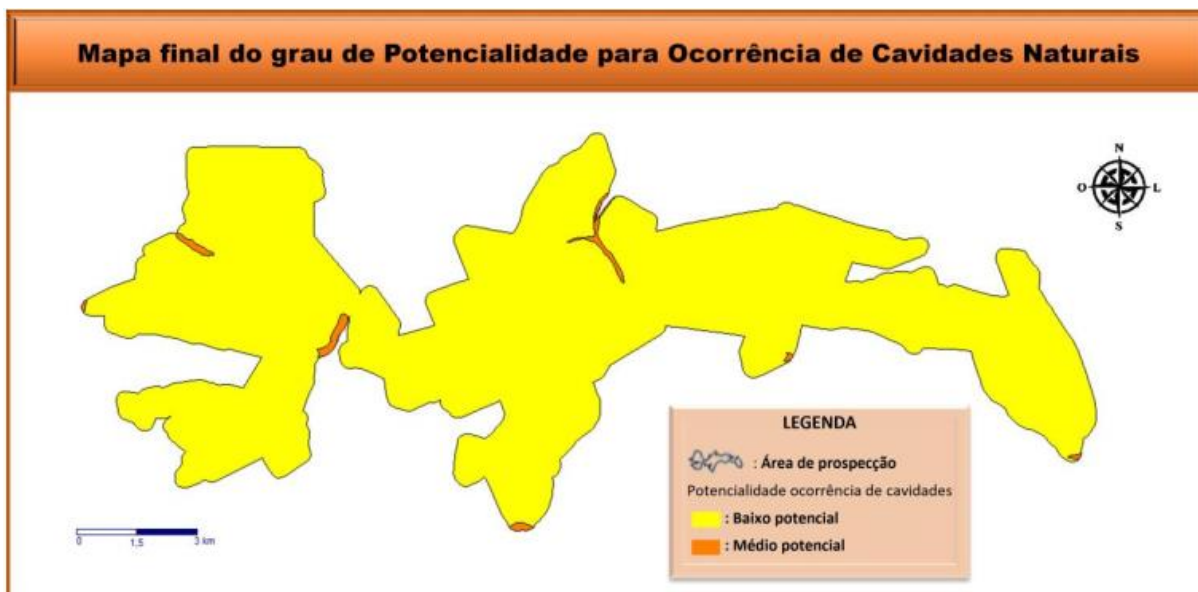 Mapa final do grau de Potencialidade para Ocorrência de Cavidades Naturais
N
O L
S
LEGENDA
: Área de prospecção
Potencialidade ocorrência de cavidades
: Baixo potencial
: Médio potencial
0 1,5 3 km